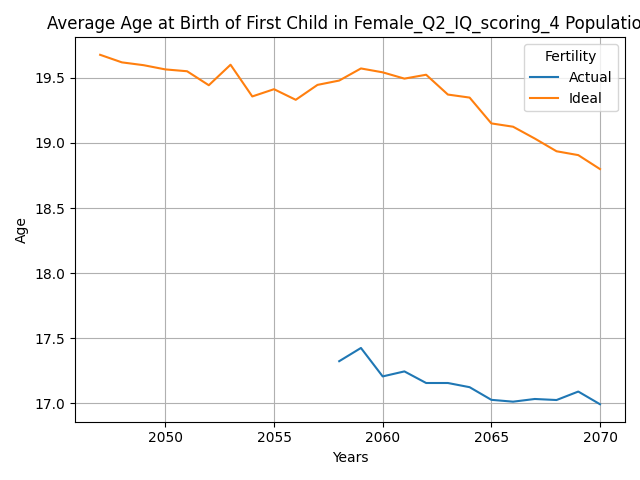 Average Age at Birth of First Child in Female_Q2_IQ_scoring_4 Populatio
Fertility
Actual
Ideal
19.5
19.0
18.5
18.0
17.5
17.0
Age
2050
2055
2060
2065
2070
Years